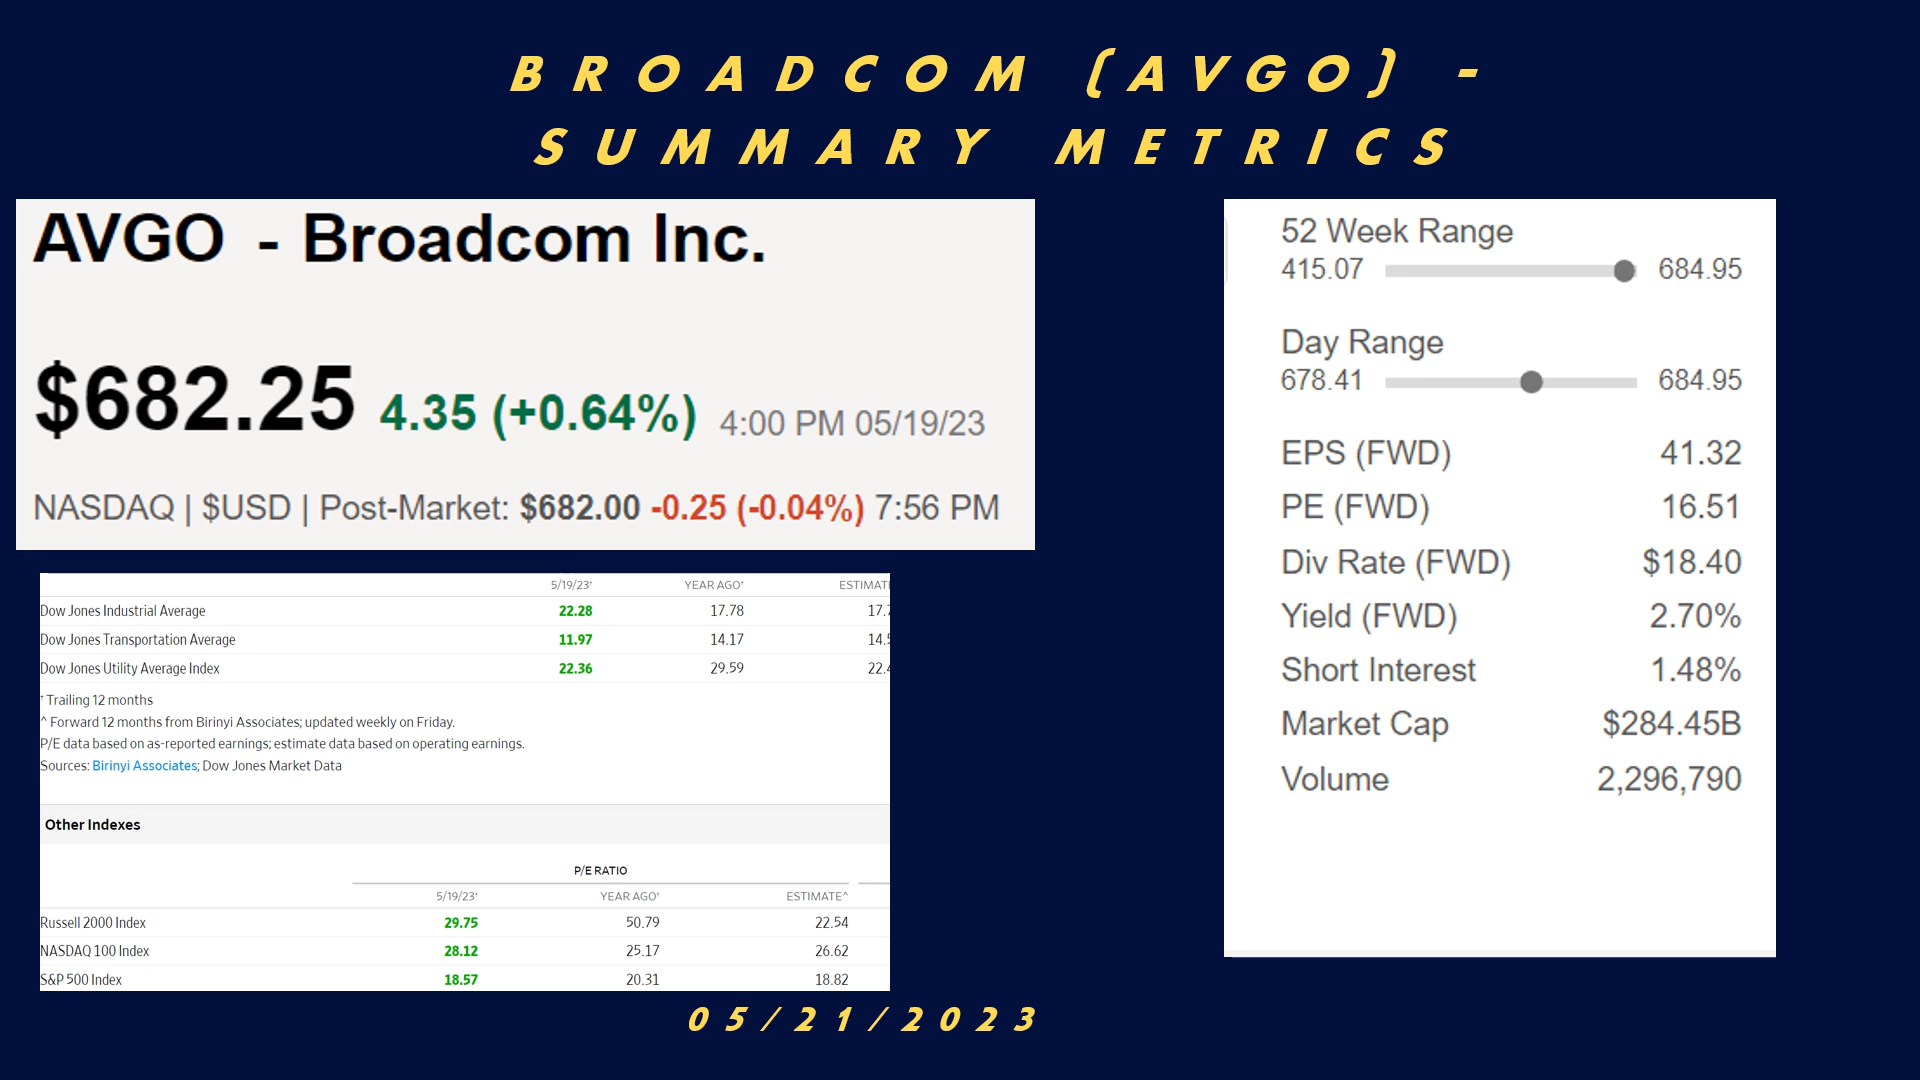 BROADCOM (AVGO) -
SUMMARY METRICS
AVGO - Broadcom Inc.
$682.25 4.35 (+0.64%) 4:00 PM 05/19/23
NASDAQ | $USD | Post-Market: $682.00 -0.25 (-0.04%) 7:56 PM
5/19/23† YEAR AGO†
Dow Jones Industrial Average 22.28 17.78
Dow Jones Transportation Average 11.97 14.17
Dow Jones Utility Average Index 22.36 29.59
† Trailing 12 months
^ Forward 12 months from Birinyi Associates; updated weekly on Friday.
P/E data based on as-reported earnings; estimate data based on operating earnings.
Sources: Birinyi Associates; Dow Jones Market Data
Other Indexes
P/E RATIO
5/19/23† YEAR AGO† ESTIMATE^
Russell 2000 Index 29.75 50.79 22.54
NASDAQ 100 Index 28.12 25.17 26.62
S&P 500 Index 18.57 20.31 18.82
52 Week Range
415.07 684.95
Day Range
678.41 684.95
EPS (FWD) 41.32
PE (FWD) 16.51
Div Rate (FWD) $18.40
Yield (FWD) 2.70%
Short Interest 1.48%
Market Cap $284.45B
Volume 2,296,790
05/21/2023